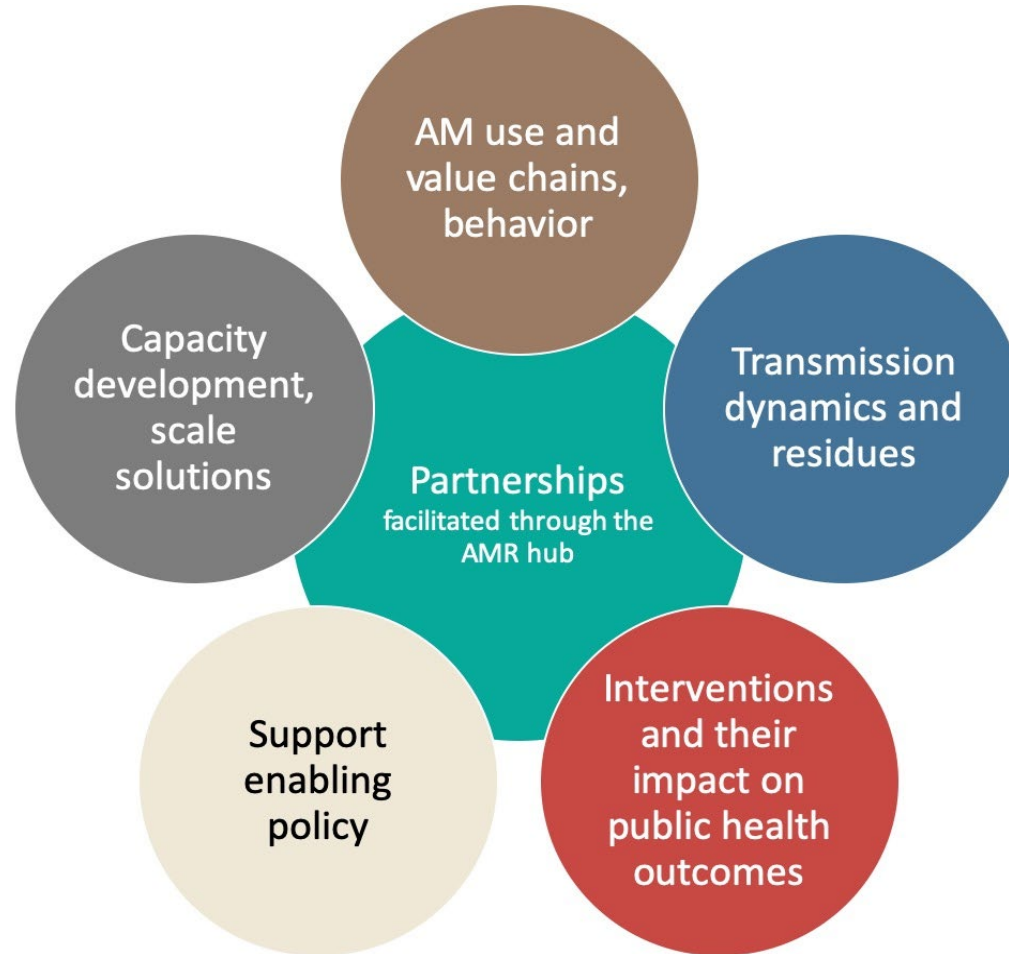 AM use and
value chains,
behavior
Transmission
dynamics and
residues
Interventions
and their
impact on
public health
outcomes
Support
enabling
policy
Capacity
development,
scale
solutions
Partnerships
facilitated through the
AMR hub